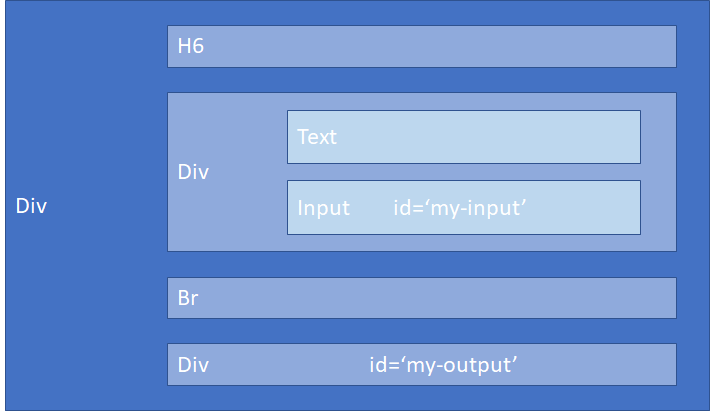 H6
Text
Div
Div
Input id=‘my-input’
Br
Div id=‘my-output’